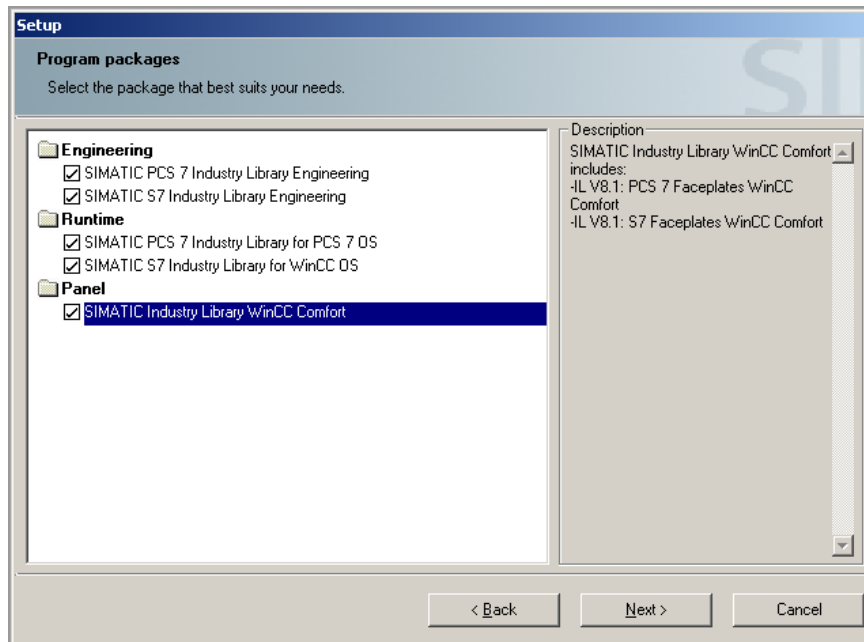 Setup
Program packages
Select the package that best suits your needs.
SI
Engineering
SIMATIC PCS 7 Industry Library Engineering
SIMATIC S7 Industry Library Engineering
Runtime
SIMATIC PCS 7 Industry Library for PCS 7 OS
SIMATIC S7 Industry Library for WinCC OS
Panel
SIMATIC Industry Library WinCC Comfort
Description
SIMATIC Industry Library WinCC Comfort
includes:
-IL V8.1: PCS 7 Faceplates WinCC
Comfort
-IL V8.1: S7 Faceplates WinCC Comfort
< Back
Next >
Cancel